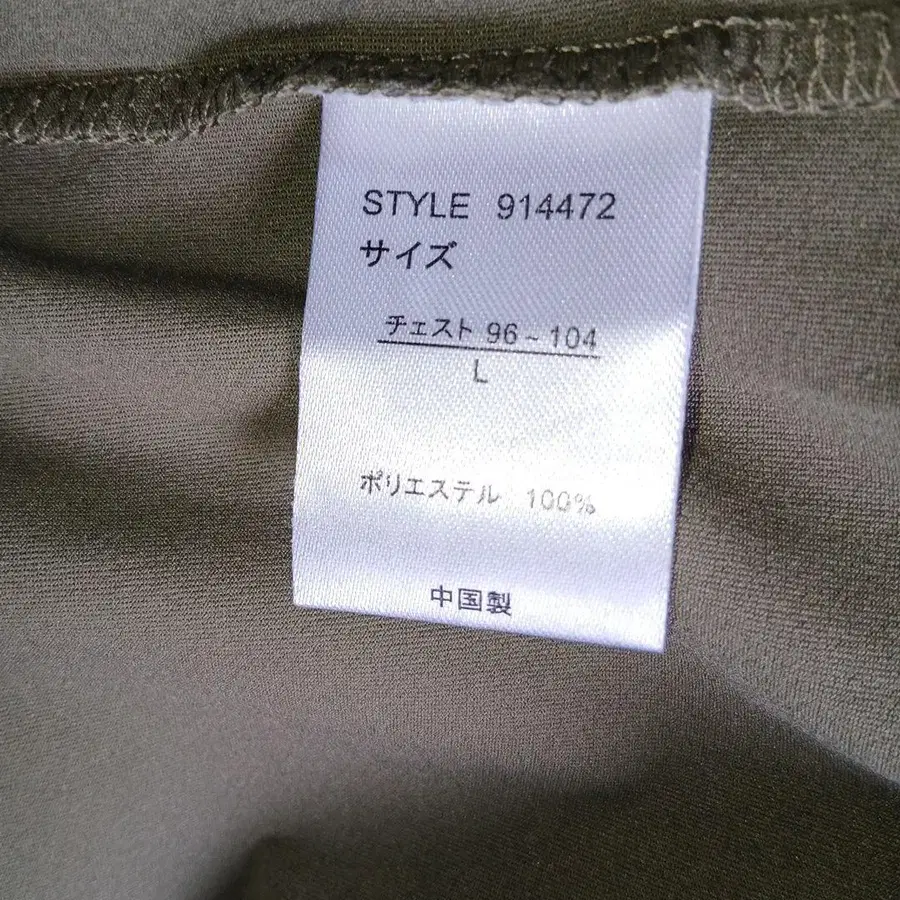 STYLE 914472
サイズ
チェスト 96~104
L
ポリエステル 100%
中国製